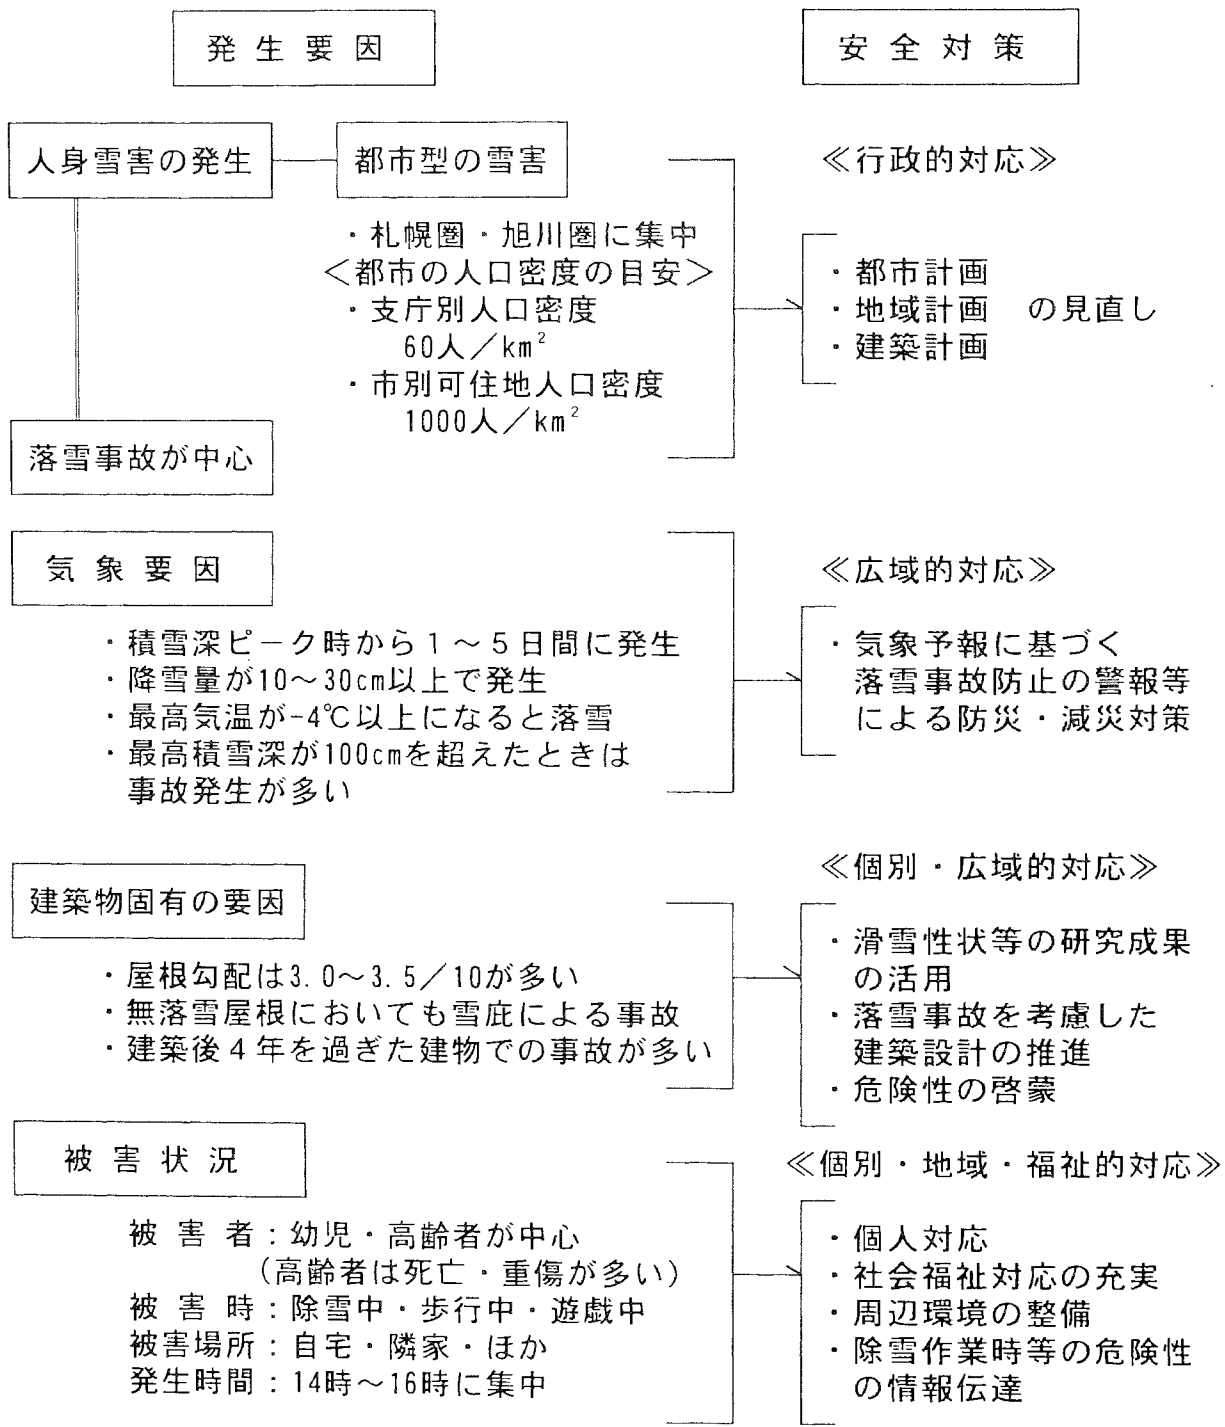 発生要因
安全対策
人身雪害の発生
都市型の雪害
・札幌圏・旭川圏に集中
<都市の人口密度の目安>
・支庁別人口密度
60人/km²
・市別可住地人口密度
1000人/km²
落雪事故が中心
≪行政的対応≫
・都市計画
・地域計画 の見直し
・建築計画
気象要因
・積雪深ピーク時から1~5日間に発生
・降雪量が10~30cm以上で発生
・最高気温が-4℃以上になると落雪
・最高積雪深が100cmを超えたときは
事故発生が多い
≪広域的対応≫
・気象予報に基づく
落雪事故防止の警報等
による防災・減災対策
建築物固有の要因
・屋根勾配は3.0~3.5/10が多い
・無落雪屋根においても雪庇による事故
・建築後4年を過ぎた建物での事故が多い
≪個別・広域的対応≫
・滑雪性状等の研究成果
の活用
・落雪事故を考慮した
建築設計の推進
・危険性の啓蒙
被害状況
被害者:幼児・高齢者が中心
(高齢者は死亡・重傷が多い)
被害時:除雪中・歩行中・遊戯中
被害場所:自宅・隣家・ほか
発生時間:14時~16時に集中
≪個別・地域・福祉的対応≫
・個人対応
・社会福祉対応の充実
・周辺環境の整備
・除雪作業時等の危険性
の情報伝達